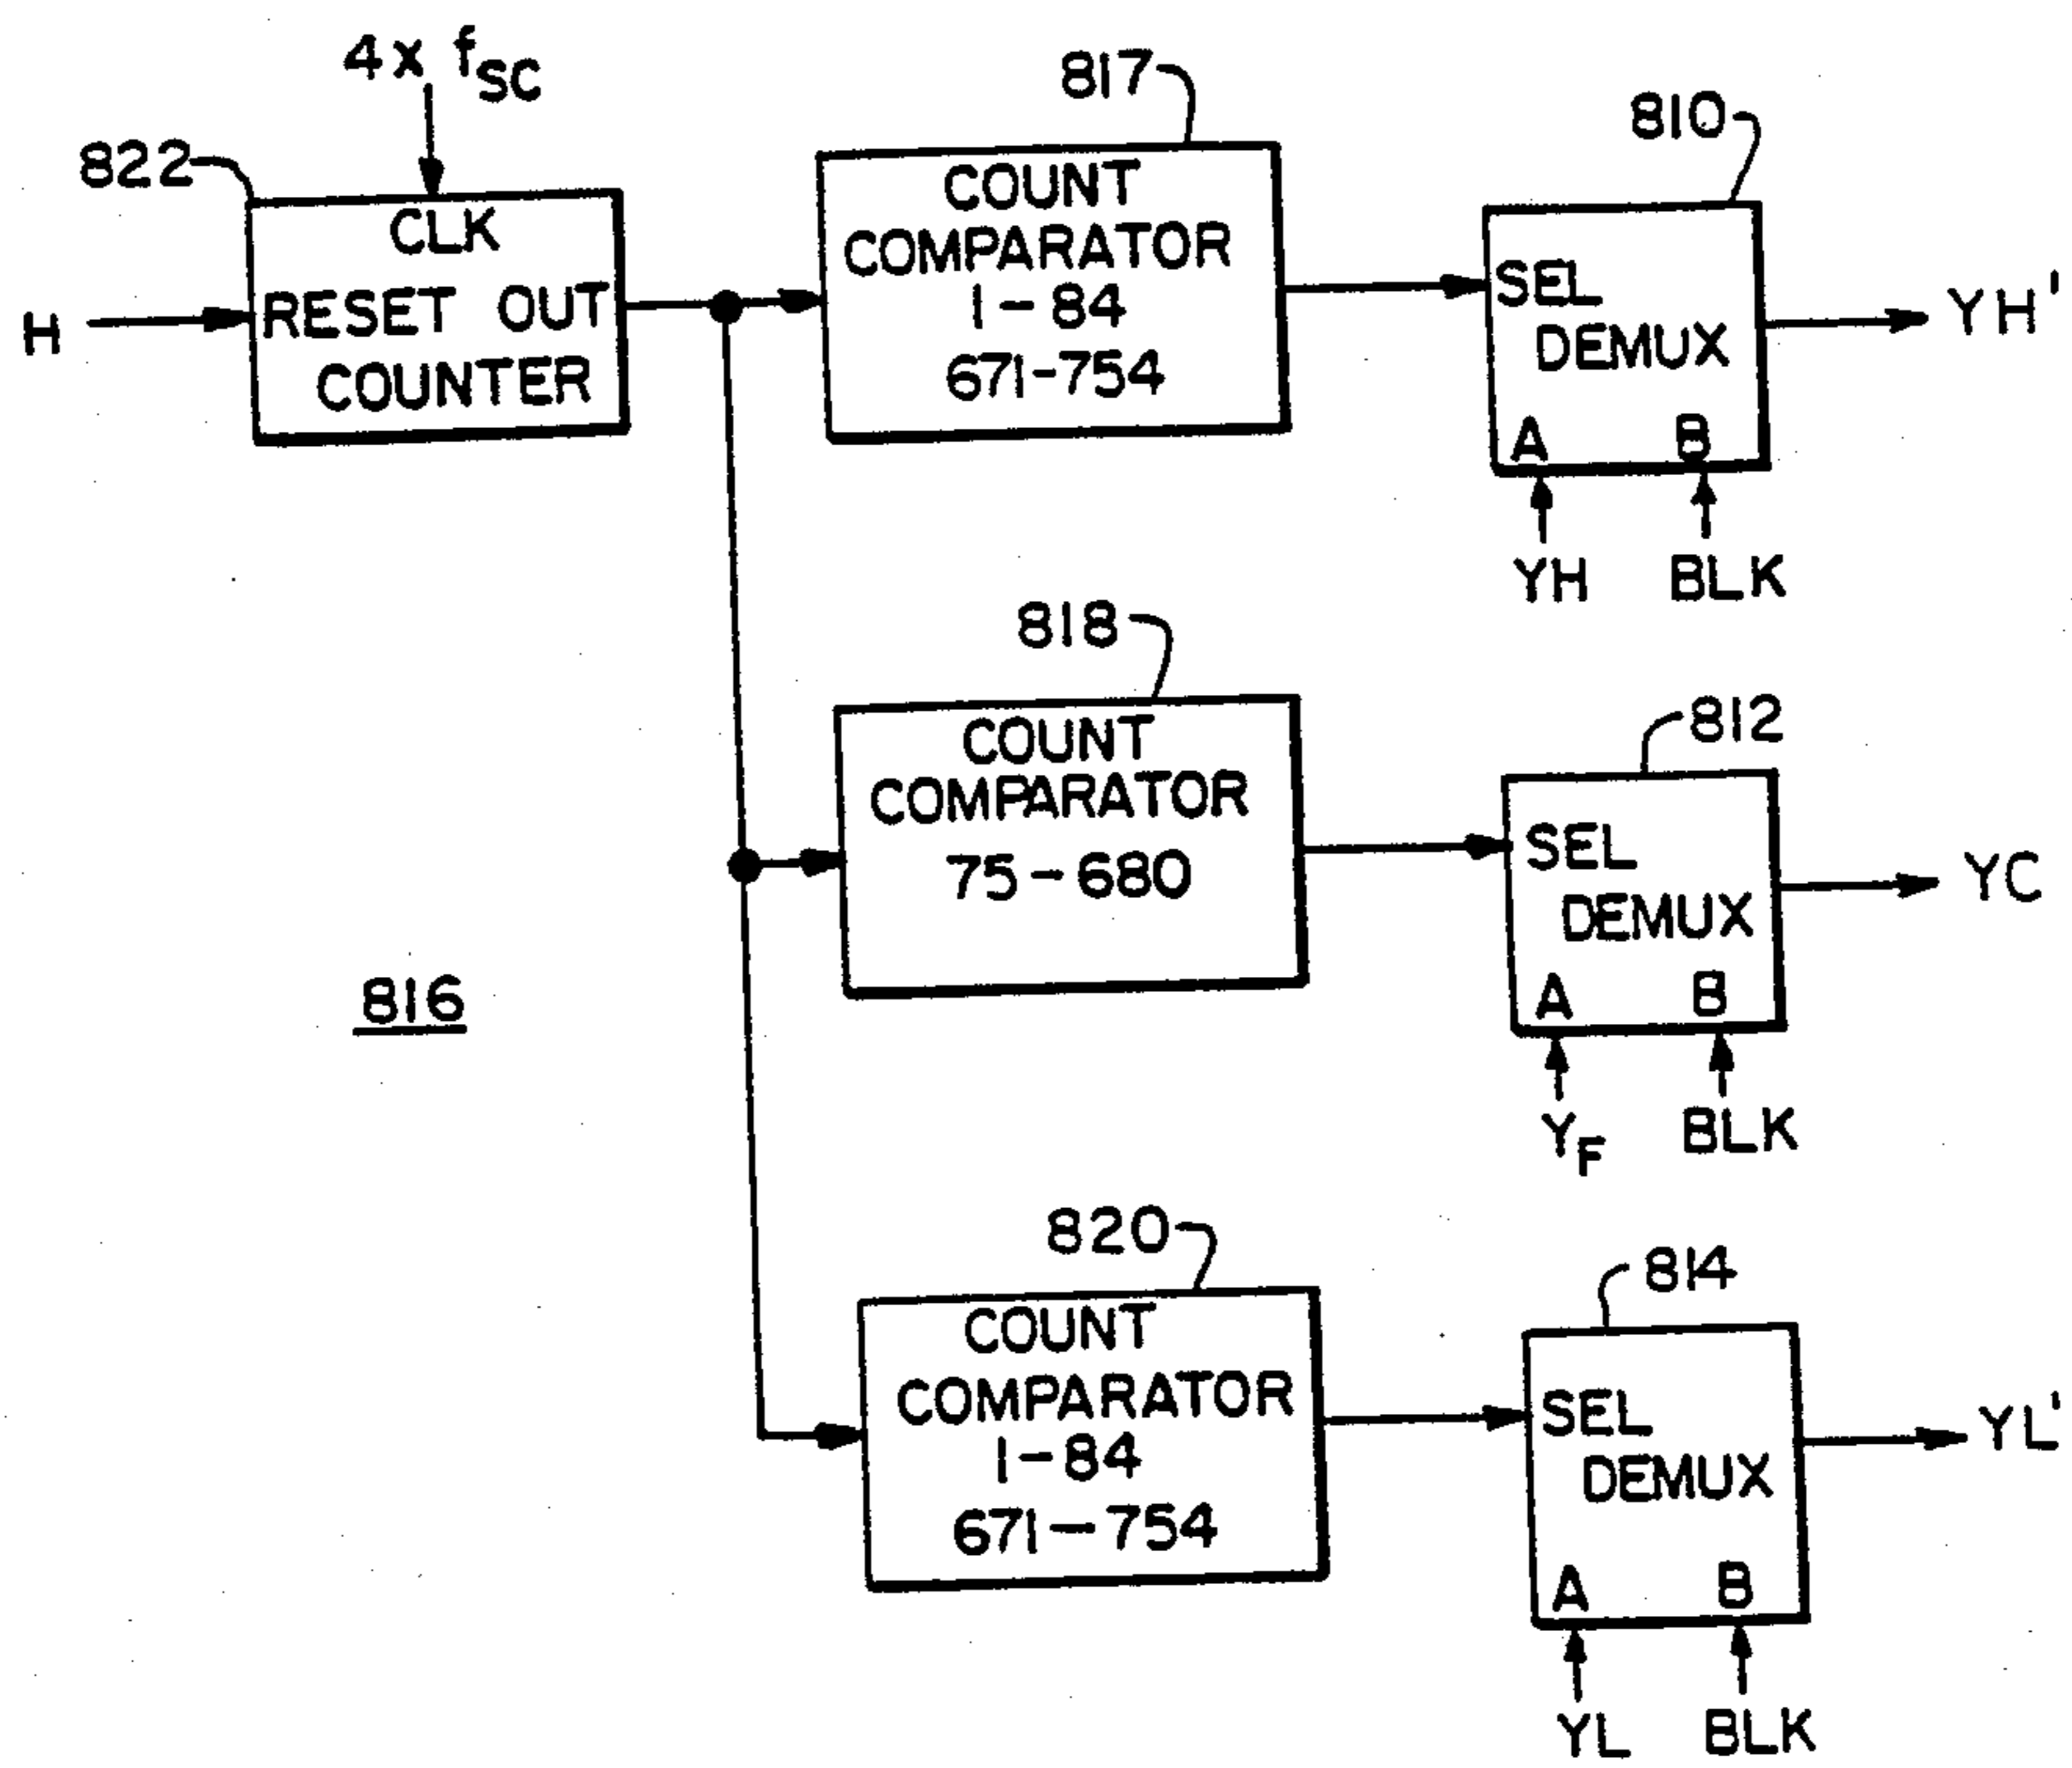 4x fSC
822
CLK
H
RESET OUT
COUNTER
817
COUNT
COMPARATOR
1-84
671-754
810
SEL
DEMUX
A B
YH BLK
YH'
818
COUNT
COMPARATOR
75-680
812
SEL
DEMUX
A B
YF BLK
YC
816
820
COUNT
COMPARATOR
1-84
671-754
814
SEL
DEMUX
A B
YL BLK
YL'